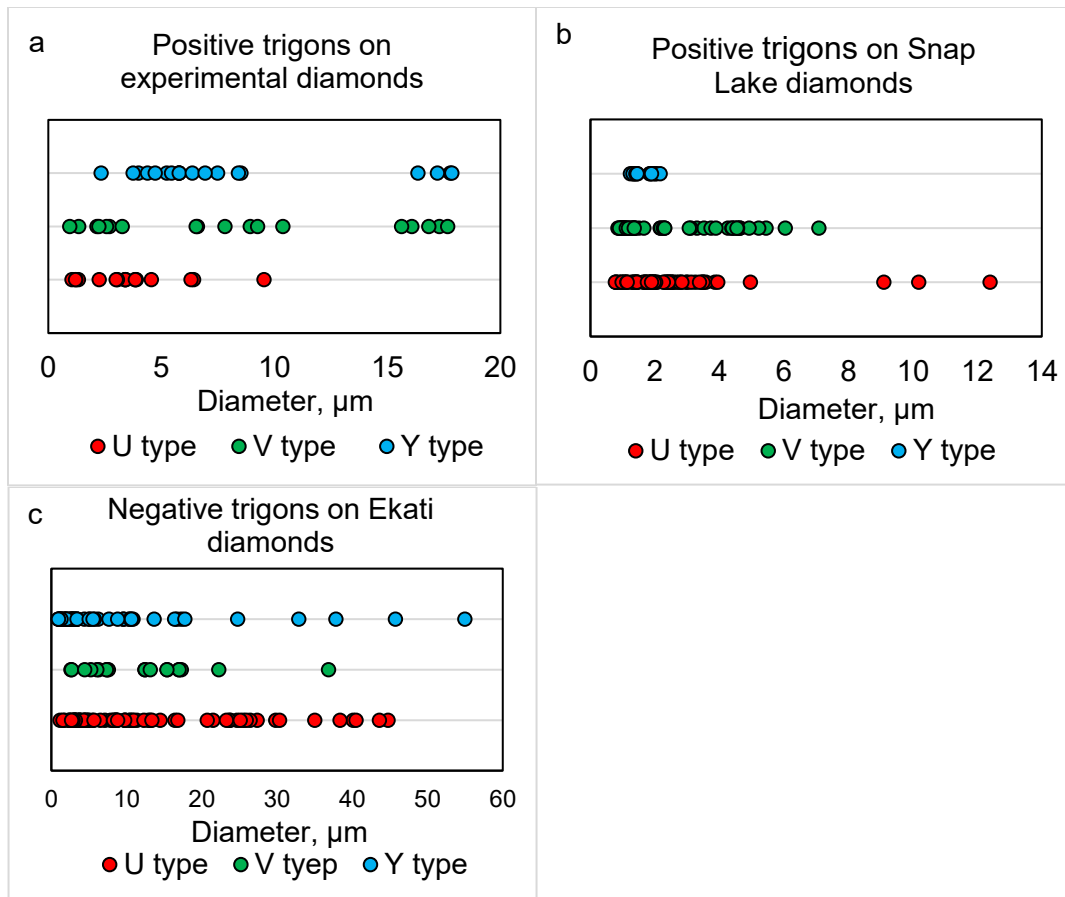 a
Positive trigons on
experimental diamonds
0 5 10 15 20
Diameter, µm
U type V type Y type
b
Positive trigons on Snap
Lake diamonds
0 2 4 6 8 10 12 14
Diameter, µm
U type V type Y type
c
Negative trigons on Ekati
diamonds
0 10 20 30 40 50 60
Diameter, µm
U type V tyep Y type